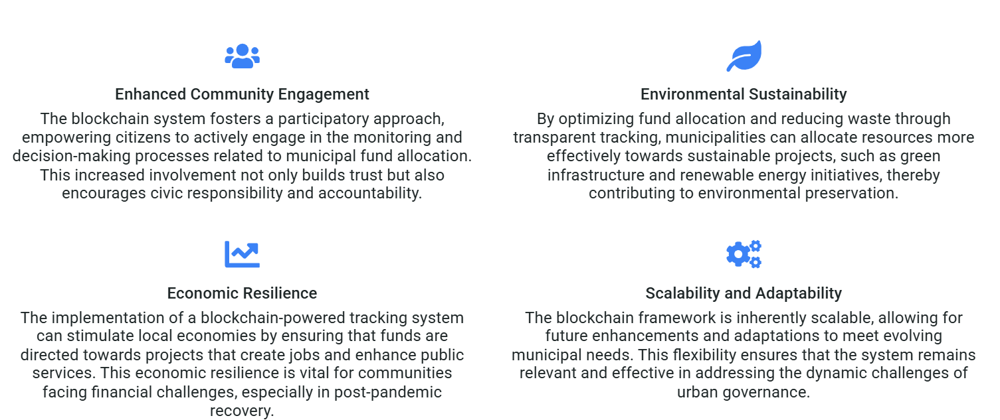 Enhanced Community Engagement
The blockchain system fosters a participatory approach,
empowering citizens to actively engage in the monitoring and
decision-making processes related to municipal fund allocation.
This increased involvement not only builds trust but also
encourages civic responsibility and accountability.
Environmental Sustainability
By optimizing fund allocation and reducing waste through
transparent tracking, municipalities can allocate resources more
effectively towards sustainable projects, such as green
infrastructure and renewable energy initiatives, thereby
contributing to environmental preservation.
Economic Resilience
The implementation of a blockchain-powered tracking system
can stimulate local economies by ensuring that funds are
directed towards projects that create jobs and enhance public
services. This economic resilience is vital for communities
facing financial challenges, especially in post-pandemic
recovery.
Scalability and Adaptability
The blockchain framework is inherently scalable, allowing for
future enhancements and adaptations to meet evolving
municipal needs. This flexibility ensures that the system remains
relevant and effective in addressing the dynamic challenges of
urban governance.